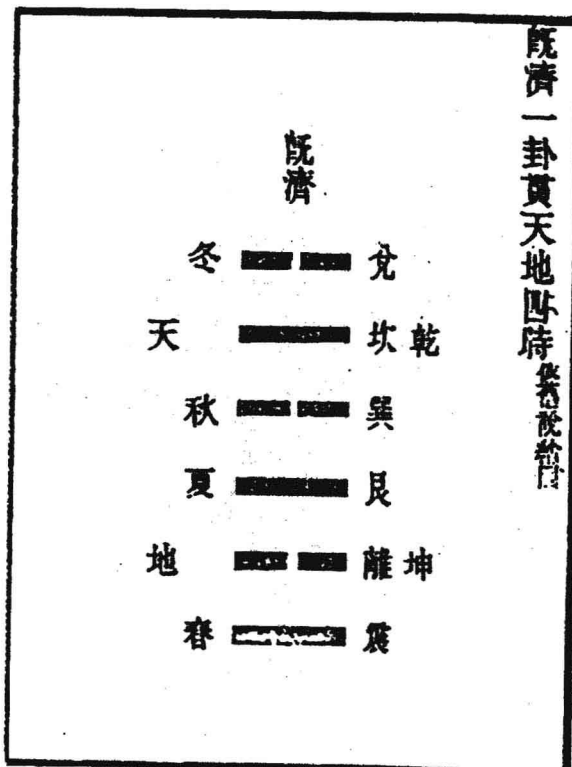 既濟一卦貫天地四時
既濟
冬 兌
天 坎 乾
秋 巽
夏 艮
地 離 坤
春 震